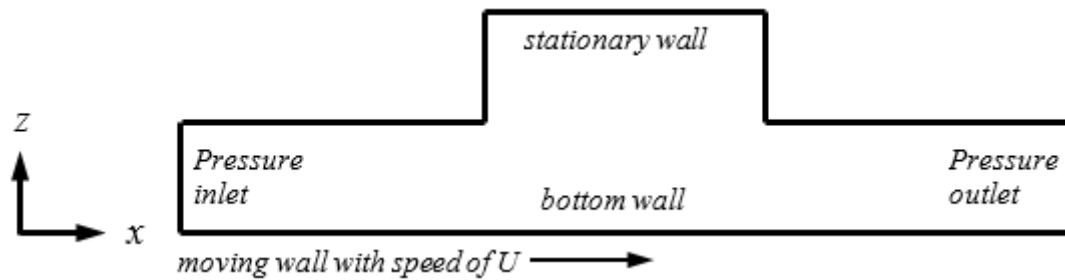 stationary wall
z
Pressure
inlet
Pressure
outlet
bottom wall
x
moving wall with speed of U